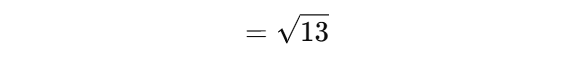 = √13